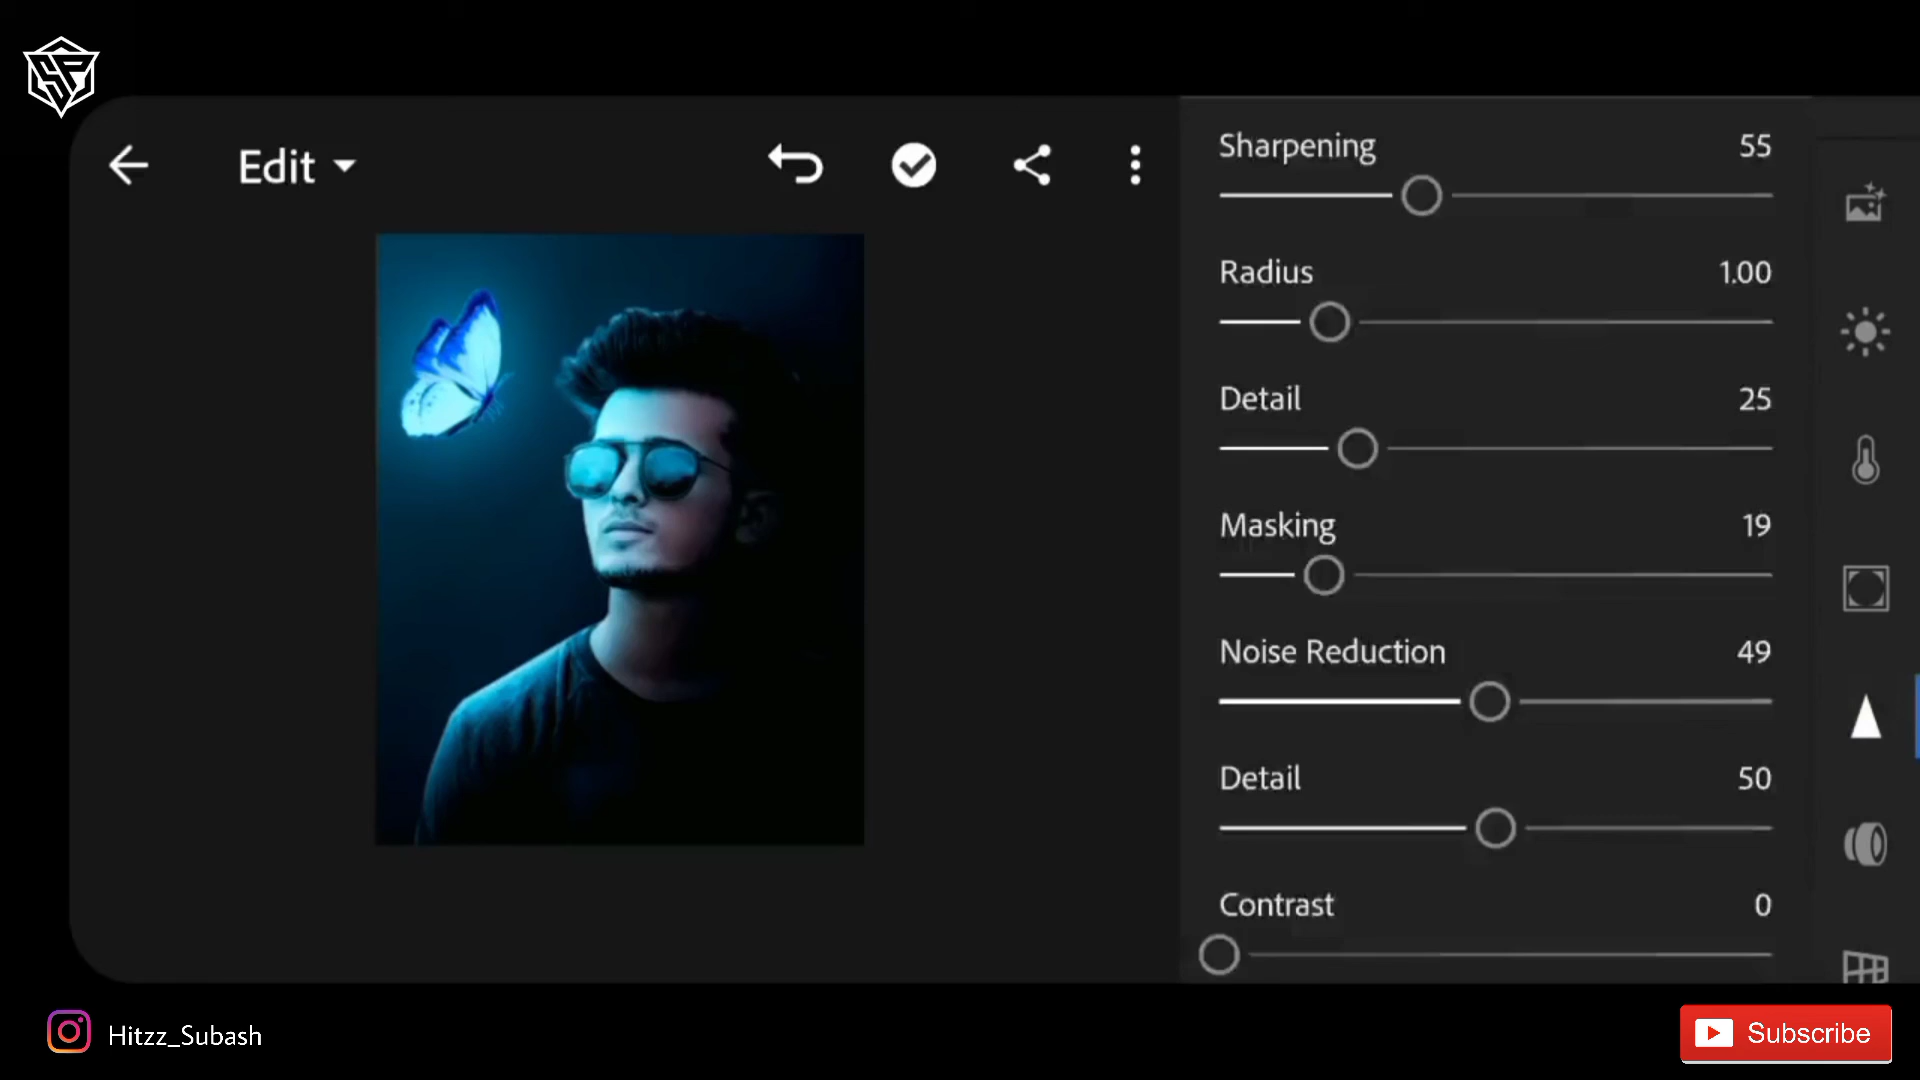 Edit
Sharpening 55
Radius 1.00
Detail 25
Masking 19
Noise Reduction 49
Detail 50
Contrast 0
Hitzz_Subash
Subscribe